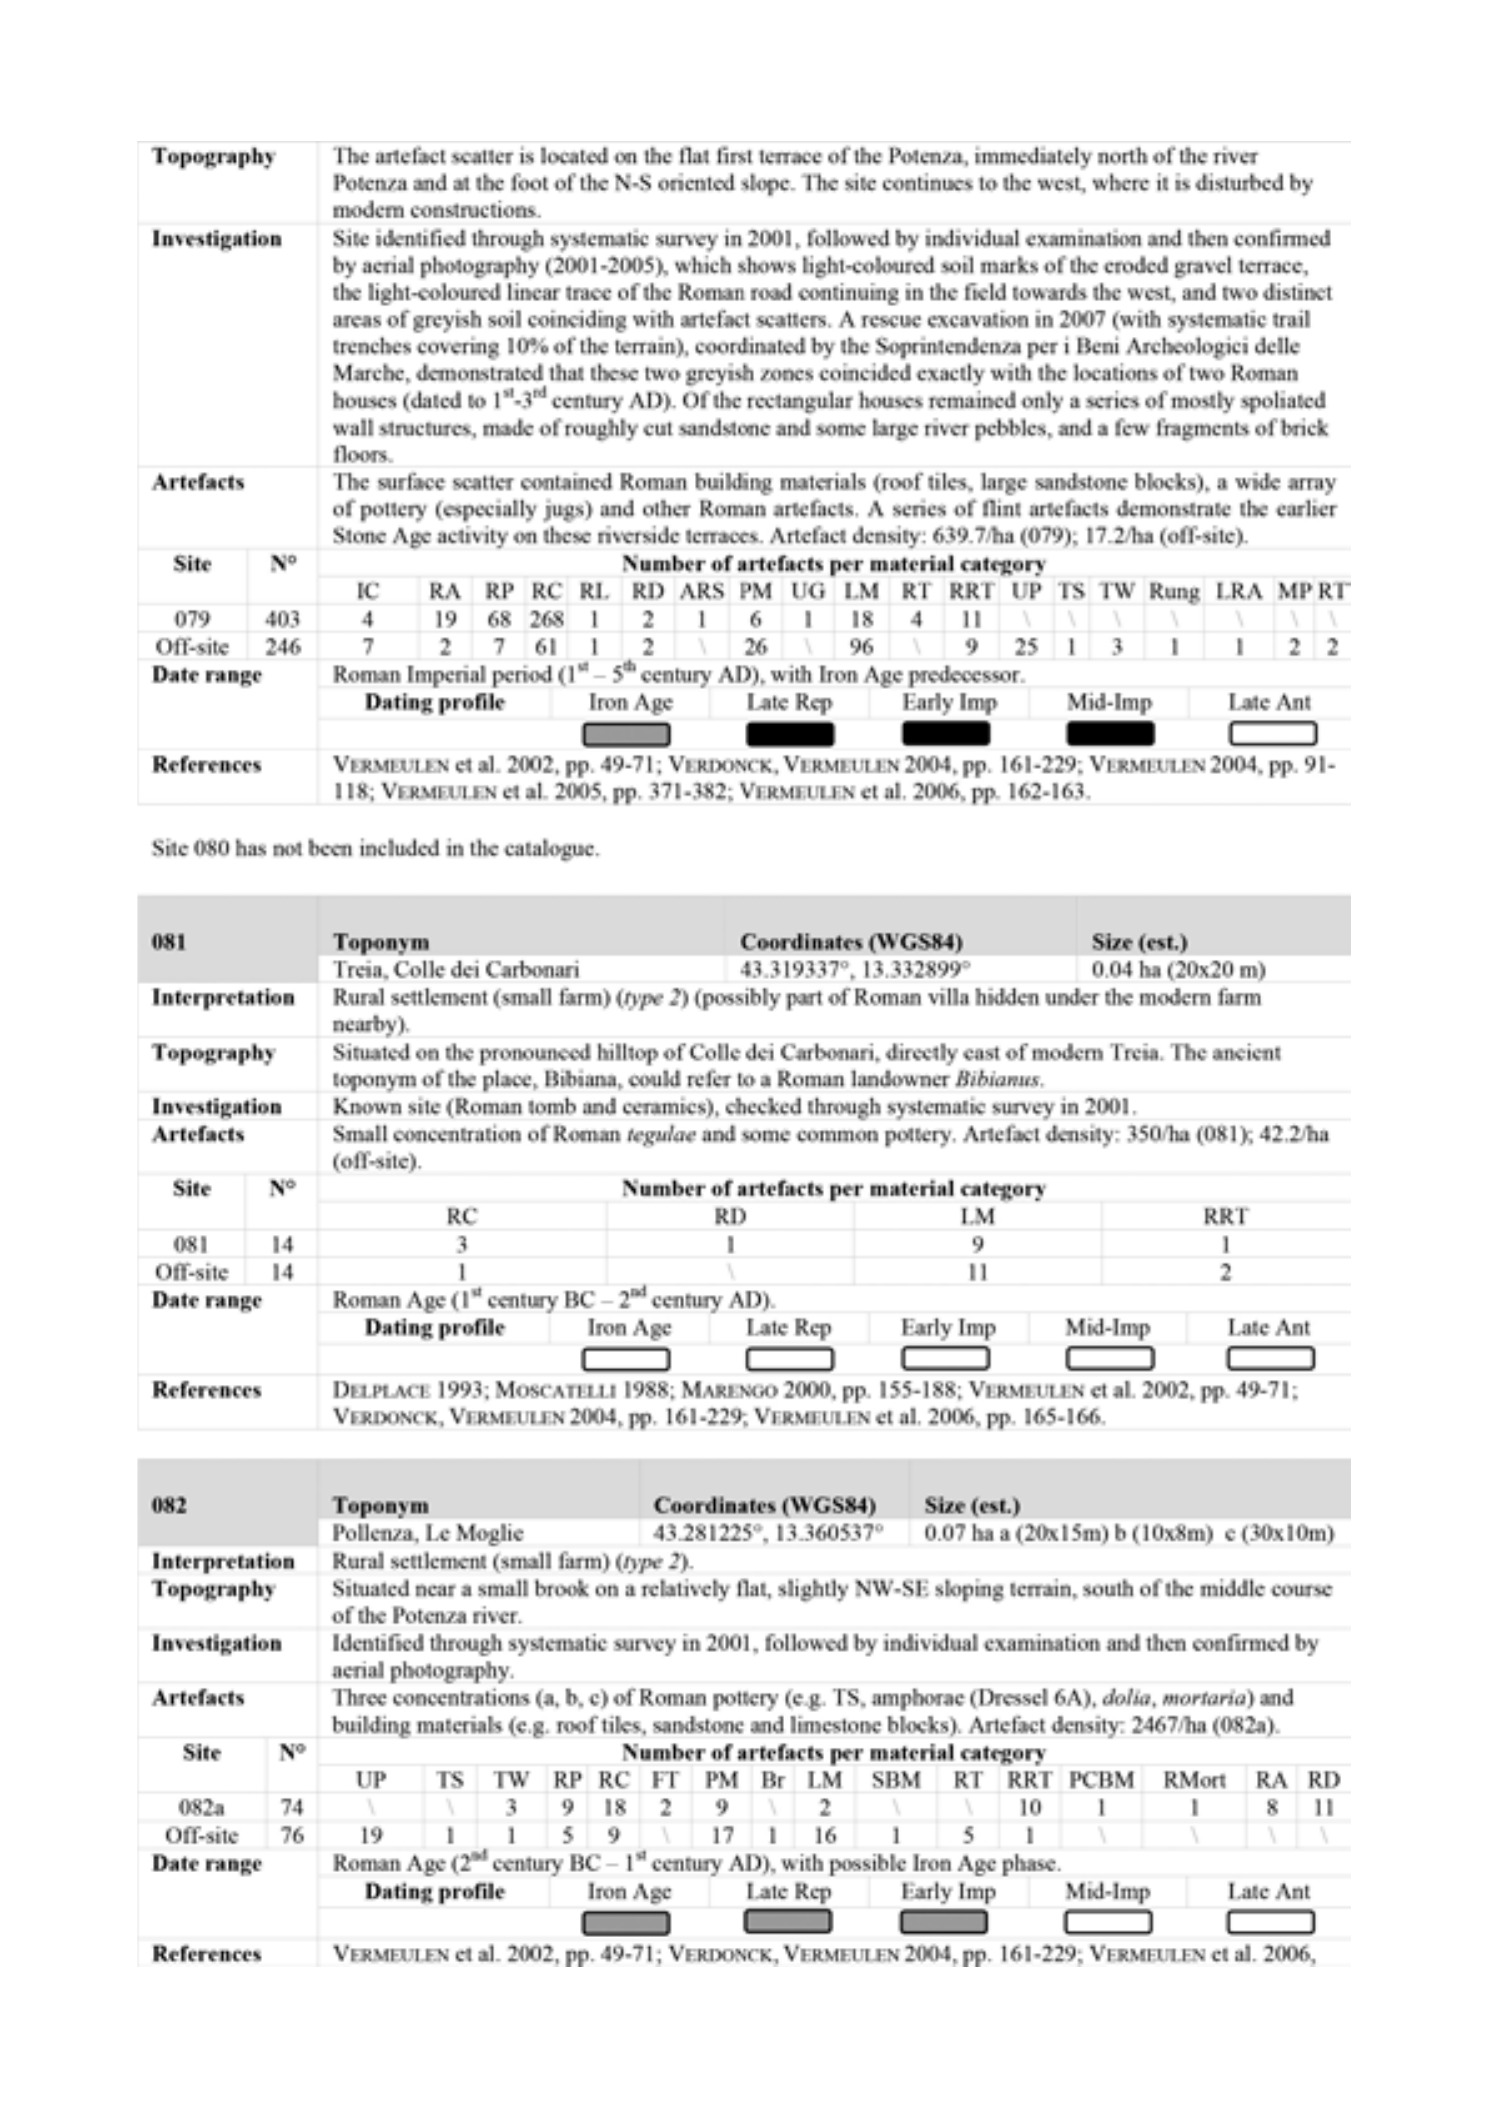 Topography The artefact scatter is located on the flat first terrace of the Potenza, immediately north of the river
Potenza and at the foot of the N-S oriented slope. The site continues to the west, where it is disturbed by
modern constructions.
Investigation Site identified through systematic survey in 2001, followed by individual examination and then confirmed
by aerial photography (2001-2005), which shows light-coloured soil marks of the eroded gravel terrace,
the light-coloured linear trace of the Roman road continuing in the field towards the west, and two distinct
areas of greyish soil coinciding with artefact scatters. A rescue excavation in 2007 (with systematic trail
trenches covering 10% of the terrain), coordinated by the Soprintendenza per i Beni Archeologici delle
Marche, demonstrated that these two greyish zones coincided exactly with the locations of two Roman
houses (dated to 1st-3rd century AD). Of the rectangular houses remained only a series of mostly spoliated
wall structures, made of roughly cut sandstone and some large river pebbles, and a few fragments of brick
floors.
Artefacts The surface scatter contained Roman building materials (roof tiles, large sandstone blocks), a wide array
of pottery (especially jugs) and other Roman artefacts. A series of flint artefacts demonstrate the earlier
Stone Age activity on these riverside terraces. Artefact density: 639.7/ha (079); 17.2/ha (off-site).
Site N° Number of artefacts per material category
IC RA RP RC RL RD ARS PM UG LM RT RRT UP TS TW Rung LRA MP RT
079 403 4 19 68 268 1 2 1 6 1 18 4 11 \ \ \ \ \ \ \
Off-site 246 7 2 7 61 1 2 \ 26 \ 96 \ 9 25 1 3 1 1 2 2
Date range Roman Imperial period (1st – 5th century AD), with Iron Age predecessor.
Dating profile Iron Age Late Rep Early Imp Mid-Imp Late Ant
References VERMEULEN et al. 2002, pp. 49-71; VERDONCK, VERMEULEN 2004, pp. 161-229; VERMEULEN 2004, pp. 91-
118; VERMEULEN et al. 2005, pp. 371-382; VERMEULEN et al. 2006, pp. 162-163.
Site 080 has not been included in the catalogue.
081 Toponym Coordinates (WGS84) Size (est.)
Treia, Colle dei Carbonari 43.319337°, 13.332899° 0.04 ha (20x20 m)
Interpretation Rural settlement (small farm) (type 2) (possibly part of Roman villa hidden under the modern farm
nearby).
Topography Situated on the pronounced hilltop of Colle dei Carbonari, directly east of modern Treia. The ancient
toponym of the place, Bibiana, could refer to a Roman landowner Bibianus.
Investigation Known site (Roman tomb and ceramics), checked through systematic survey in 2001.
Artefacts Small concentration of Roman tegulae and some common pottery. Artefact density: 350/ha (081); 42.2/ha
(off-site).
Site N° Number of artefacts per material category
RC RD LM RRT
081 14 3 1 9 1
Off-site 14 1 \ 11 2
Date range Roman Age (1st century BC – 2nd century AD).
Dating profile Iron Age Late Rep Early Imp Mid-Imp Late Ant
References DELPLACE 1993; MOSCATELLI 1988; MARENGO 2000, pp. 155-188; VERMEULEN et al. 2002, pp. 49-71;
VERDONCK, VERMEULEN 2004, pp. 161-229; VERMEULEN et al. 2006, pp. 165-166.
082 Toponym Coordinates (WGS84) Size (est.)
Pollenza, Le Moglie 43.281225°, 13.360537° 0.07 ha a (20x15m) b (10x8m) c (30x10m)
Interpretation Rural settlement (small farm) (type 2).
Topography Situated near a small brook on a relatively flat, slightly NW-SE sloping terrain, south of the middle course
of the Potenza river.
Investigation Identified through systematic survey in 2001, followed by individual examination and then confirmed by
aerial photography.
Artefacts Three concentrations (a, b, c) of Roman pottery (e.g. TS, amphorae (Dressel 6A), dolia, mortaria) and
building materials (e.g. roof tiles, sandstone and limestone blocks). Artefact density: 2467/ha (082a).
Site N° Number of artefacts per material category
UP TS TW RP RC FT PM Br LM SBM RT RRT PCBM RMort RA RD
082a 74 \ \ 3 9 18 2 9 \ 2 \ \ 10 1 1 8 11
Off-site 76 19 1 1 5 9 \ 17 1 16 1 5 1 \ \ \ \
Date range Roman Age (2nd century BC – 1st century AD), with possible Iron Age phase.
Dating profile Iron Age Late Rep Early Imp Mid-Imp Late Ant
References VERMEULEN et al. 2002, pp. 49-71; VERDONCK, VERMEULEN 2004, pp. 161-229; VERMEULEN et al. 2006,